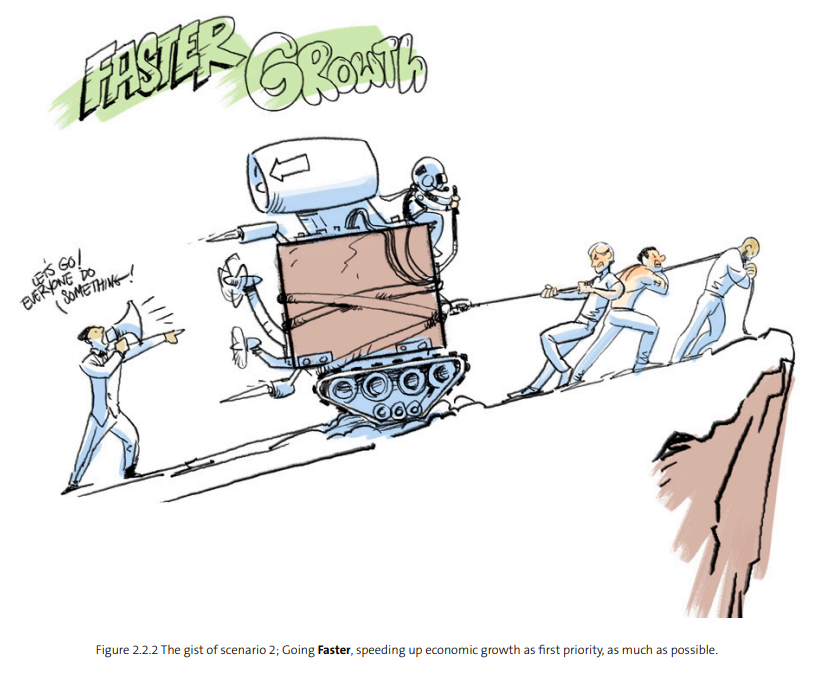 FASTER GROWTH
LET'S GO!
EVERYONE DO
SOMETHING!
Figure 2.2.2 The gist of scenario 2; Going Faster, speeding up economic growth as first priority, as much as possible.